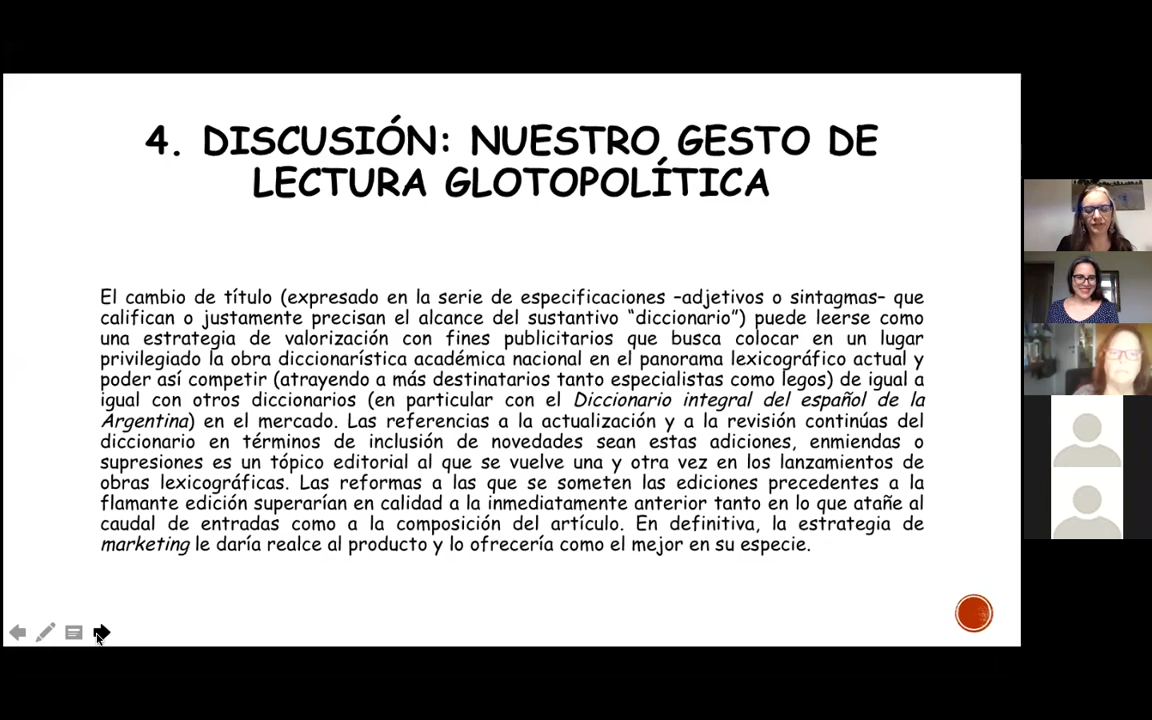 4. DISCUSIÓN: NUESTRO GESTO DE
LECTURA GLOTOPOLÍTICA
El cambio de título (expresado en la serie de especificaciones –adjetivos o sintagmas– que
califican o justamente precisan el alcance del sustantivo “diccionario”) puede leerse como
una estrategia de valorización con fines publicitarios que busca colocar en un lugar
privilegiado la obra diccionarística académica nacional en el panorama lexicográfico actual y
poder así competir (atrayendo a más destinatarios tanto especialistas como legos) de igual a
igual con otros diccionarios (en particular con el Diccionario integral del español de la
Argentina) en el mercado. Las referencias a la actualización y a la revisión continúas del
diccionario en términos de inclusión de novedades sean estas adiciones, enmiendas o
supresiones es un tópico editorial al que se vuelve una y otra vez en los lanzamientos de
obras lexicográficas. Las reformas a las que se someten las ediciones precedentes a la
flamante edición superarían en calidad a la inmediatamente anterior tanto en lo que atañe al
caudal de entradas como a la composición del artículo. En definitiva, la estrategia de
marketing le daría realce al producto y lo ofrecería como el mejor en su especie.